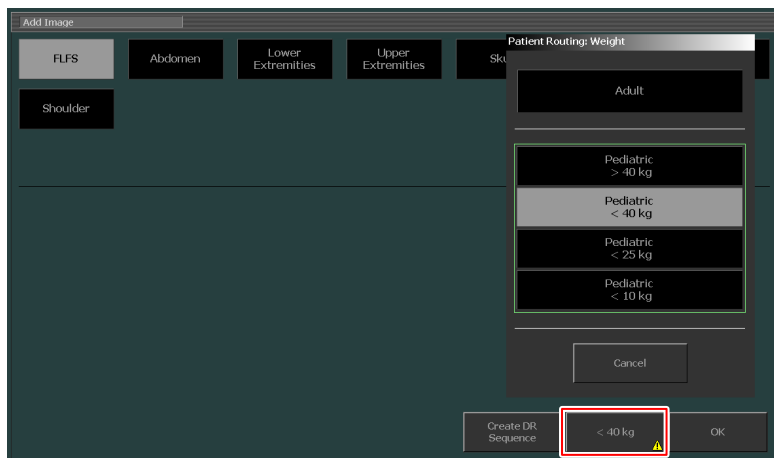 Add Image
FLFS
Abdomen
Lower
Extremities
Upper
Extremities
Shoulder
Patient Routing: Weight
Adult
Pediatric
> 40 kg
Pediatric
< 40 kg
Pediatric
< 25 kg
Pediatric
< 10 kg
Cancel
Create DR
Sequence
< 40 kg
OK